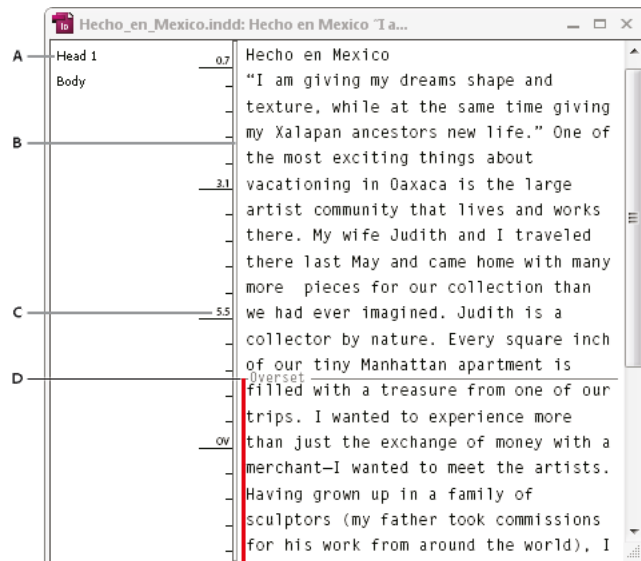 Hecho_en_Mexico.indd: Hecho en Mexico "I a...
A
Head 1
Body
B
C
D
0.7
3.1
5.5
OV
Hecho en Mexico
“I am giving my dreams shape and
texture, while at the same time giving
my Xalapan ancestors new life.” One of
the most exciting things about
vacationing in Oaxaca is the large
artist community that lives and works
there. My wife Judith and I traveled
there last May and came home with many
more  pieces for our collection than
we had ever imagined. Judith is a
collector by nature. Every square inch
of our tiny Manhattan apartment is
Overset
filled with a treasure from one of our
trips. I wanted to experience more
than just the exchange of money with a
merchant—I wanted to meet the artists.
Having grown up in a family of
sculptors (my father took commissions
for his work from around the world), I